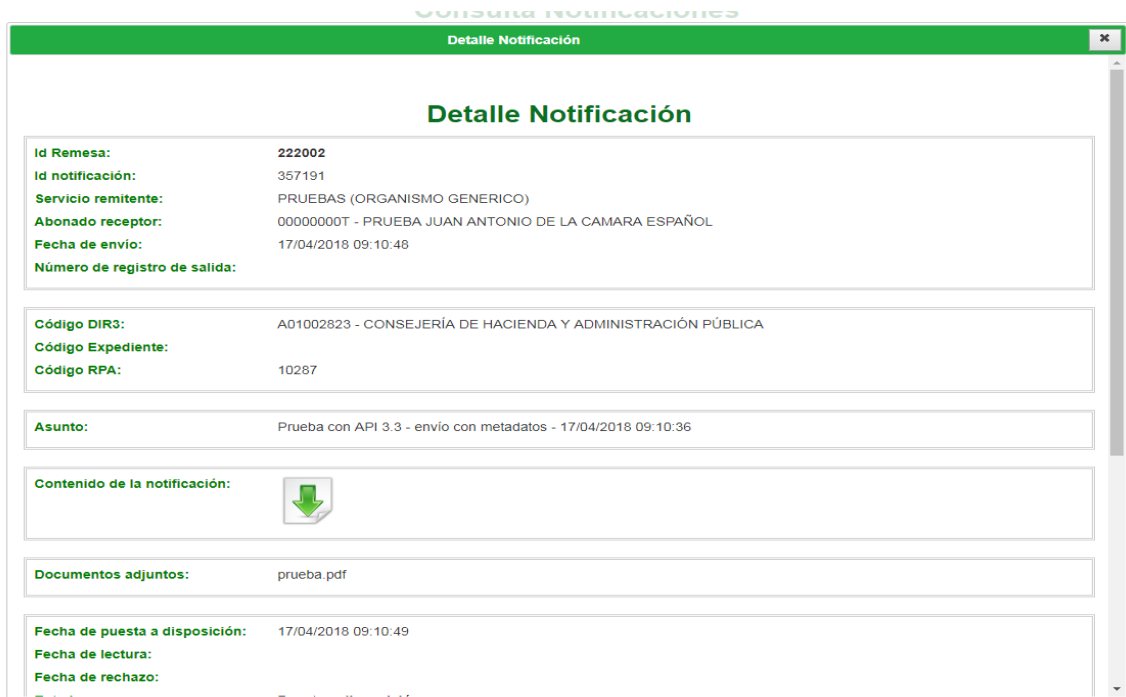 Consulta Notificaciones
Detalle Notificación
Detalle Notificación
Id Remesa: 222002
Id notificación: 357191
Servicio remitente: PRUEBAS (ORGANISMO GENERICO)
Abonado receptor: 00000000T - PRUEBA JUAN ANTONIO DE LA CAMARA ESPAÑOL
Fecha de envío: 17/04/2018 09:10:48
Número de registro de salida:
Código DIR3: A01002823 - CONSEJERÍA DE HACIENDA Y ADMINISTRACIÓN PÚBLICA
Código Expediente:
Código RPA: 10287
Asunto: Prueba con API 3.3 - envío con metadatos - 17/04/2018 09:10:36
Contenido de la notificación:
Documentos adjuntos: prueba.pdf
Fecha de puesta a disposición: 17/04/2018 09:10:49
Fecha de lectura:
Fecha de rechazo: